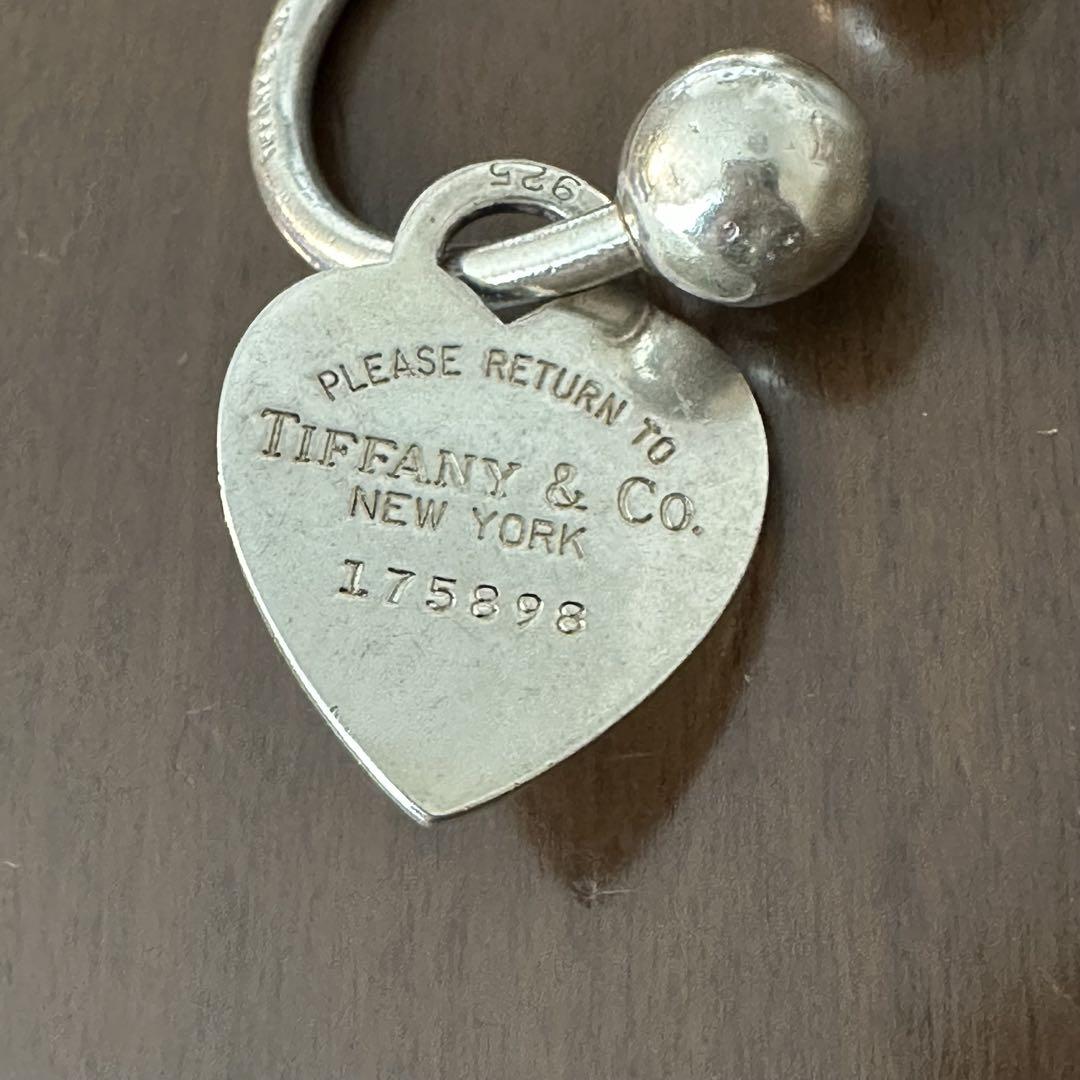 925
PLEASE RETURN TO
TIFFANY & CO.
NEW YORK
175898